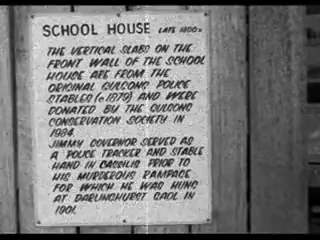 SCHOOL HOUSE LATE 1800s
THE VERTICAL SLABS ON THE
FRONT WALL OF THE SCHOOL
HOUSE ARE FROM THE
ORIGINAL GULGONG POLICE
STABLES (c 1879) AND WERE
DONATED BY THE GULGONG
CONSERVATION SOCIETY IN
1984.
JIMMY GOVERNOR SERVED AS
A POLICE TRACKER AND STABLE
HAND IN CASSILIS PRIOR TO
HIS MURDEROUS RAMPAGE
FOR WHICH HE WAS HUNG
AT DARLINGHURST GAOL IN
1901.